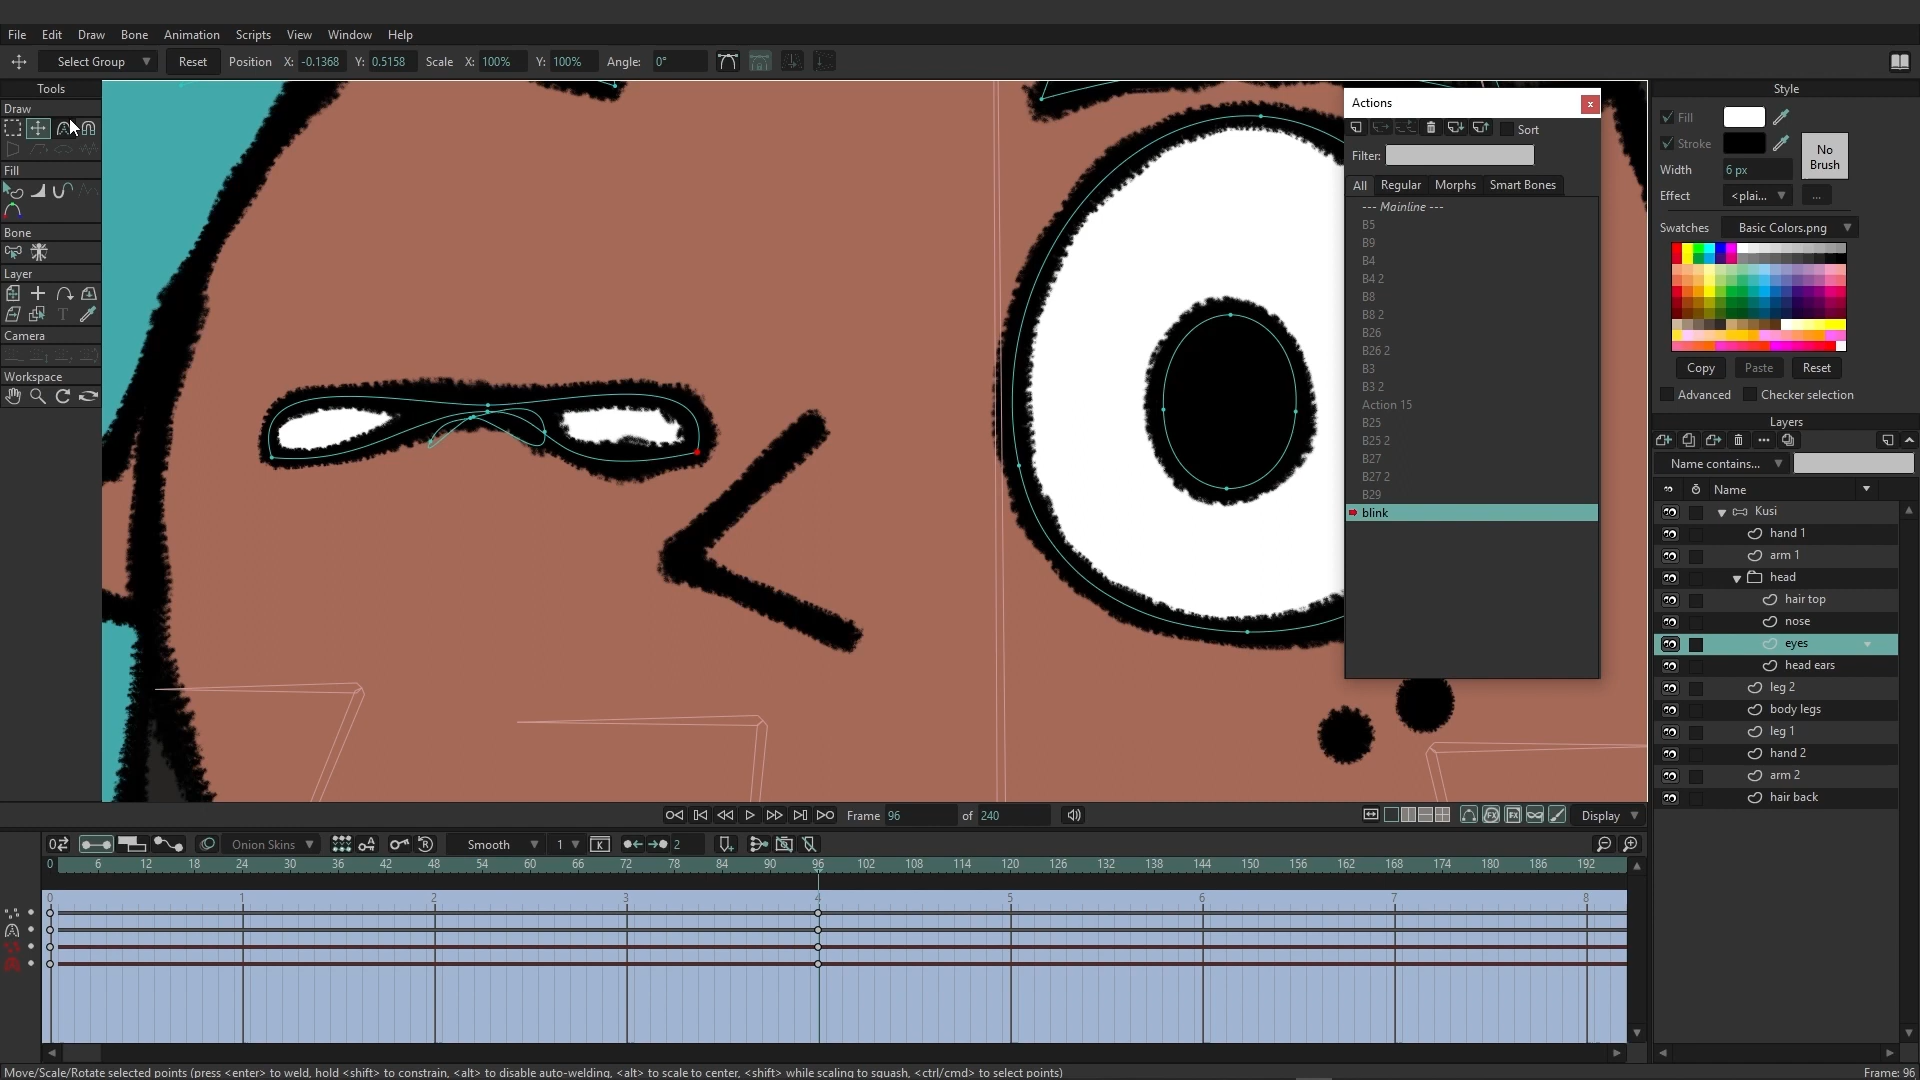 File Edit Draw Bone Animation Scripts View Window Help
Select Group Reset Position X: -0.1368 Y: 0.5158 Scale X: 100% Y: 100% Angle: 0°
Tools
Draw
Fill
Bone
Layer
Camera
Workspace
Actions
Sort
Filter:
All Regular Morphs Smart Bones
--- Mainline ---
B5
B9
B4
B4 2
B8
B8 2
B26
B26 2
B3
B3 2
Action 15
B25
B25 2
B27
B27 2
B29
blink
Style
Fill
Stroke
No Brush
Width 6 px
Effect <plai... ...
Swatches Basic Colors.png
Copy Paste Reset
Advanced Checker selection
Layers
Name contains...
Name
Kusi
hand 1
arm 1
head
hair top
nose
eyes
head ears
leg 2
body legs
leg 1
hand 2
arm 2
hair back
Frame 96 of 240 Display
Onion Skins Smooth 1 K 2
0 6 12 18 24 30 36 42 48 54 60 66 72 78 84 90 96 102 108 114 120 126 132 138 144 150 156 162 168 174 180 186 192
0 1 2 3 4 5 6 7 8
Move/Scale/Rotate selected points (press <enter> to weld, hold <shift> to constrain, <alt> to disable auto-welding, <alt> to scale to center, <shift> while scaling to squash, <ctrl/cmd> to select points) Frame: 96